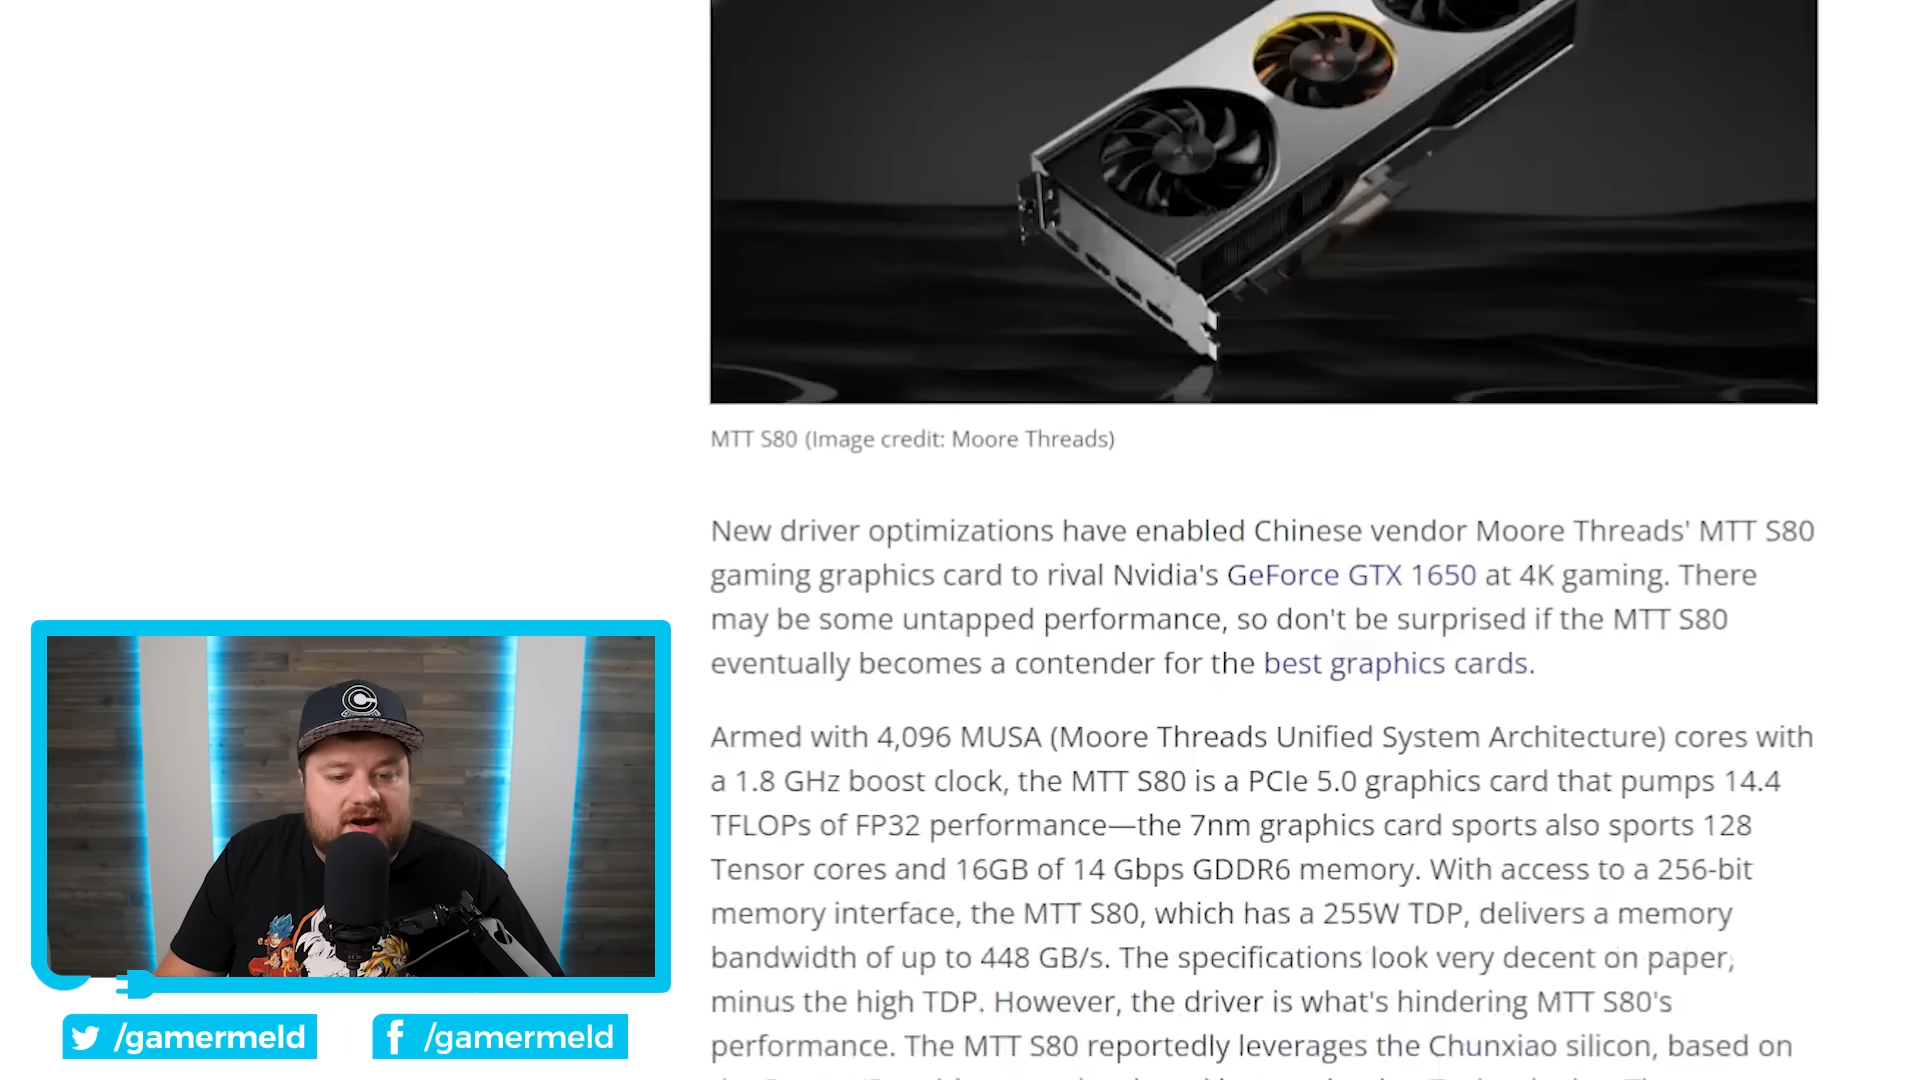 MTT S80 (Image credit: Moore Threads)
New driver optimizations have enabled Chinese vendor Moore Threads' MTT S80
gaming graphics card to rival Nvidia's GeForce GTX 1650 at 4K gaming. There
may be some untapped performance, so don't be surprised if the MTT S80
eventually becomes a contender for the best graphics cards.
Armed with 4,096 MUSA (Moore Threads Unified System Architecture) cores with
a 1.8 GHz boost clock, the MTT S80 is a PCIe 5.0 graphics card that pumps 14.4
TFLOPs of FP32 performance—the 7nm graphics card sports also sports 128
Tensor cores and 16GB of 14 Gbps GDDR6 memory. With access to a 256-bit
memory interface, the MTT S80, which has a 255W TDP, delivers a memory
bandwidth of up to 448 GB/s. The specifications look very decent on paper,
minus the high TDP. However, the driver is what's hindering MTT S80's
performance. The MTT S80 reportedly leverages the Chunxiao silicon, based on
/gamermeld
/gamermeld